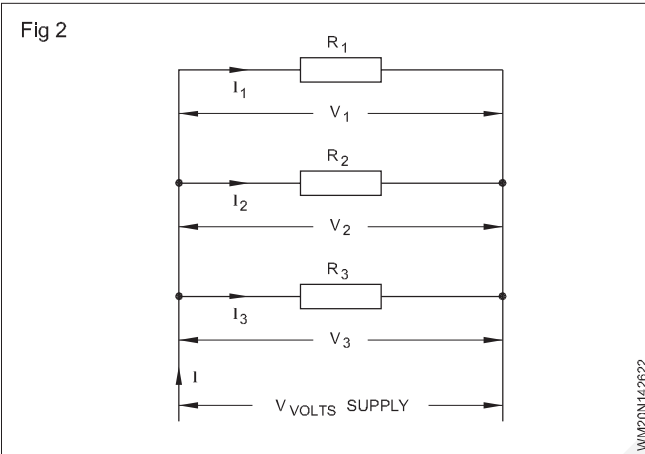 Fig 2
R1
I1
V1
R2
I2
V2
R3
I3
V3
I
V VOLTS SUPPLY
WM20N142622